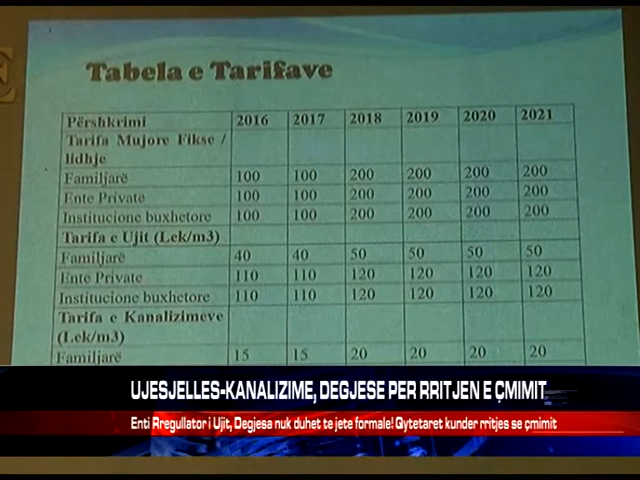 Tabela e Tarifave
Përshkrimi 2016 2017 2018 2019 2020 2021
Tarifa Mujore Fikse /
lidhje
Familjarë 100 100 200 200 200 200
Ente Private 100 100 200 200 200 200
Institucione buxhetore 100 100 200 200 200 200
Tarifa e Ujit (Lek/m3)
Familjarë 40 40 50 50 50 50
Ente Private 110 110 120 120 120 120
Institucione buxhetore 110 110 120 120 120 120
Tarifa e Kanalizimeve
(Lek/m3)
Familjarë 15 15 20 20 20 20
UJESJELLES-KANALIZIME, DEGJESE PER RRITJEN E ÇMIMIT
Enti Rregullator i Ujit, Degjesa nuk duhet te jete formale! Qytetaret kunder rritjes se çmimit